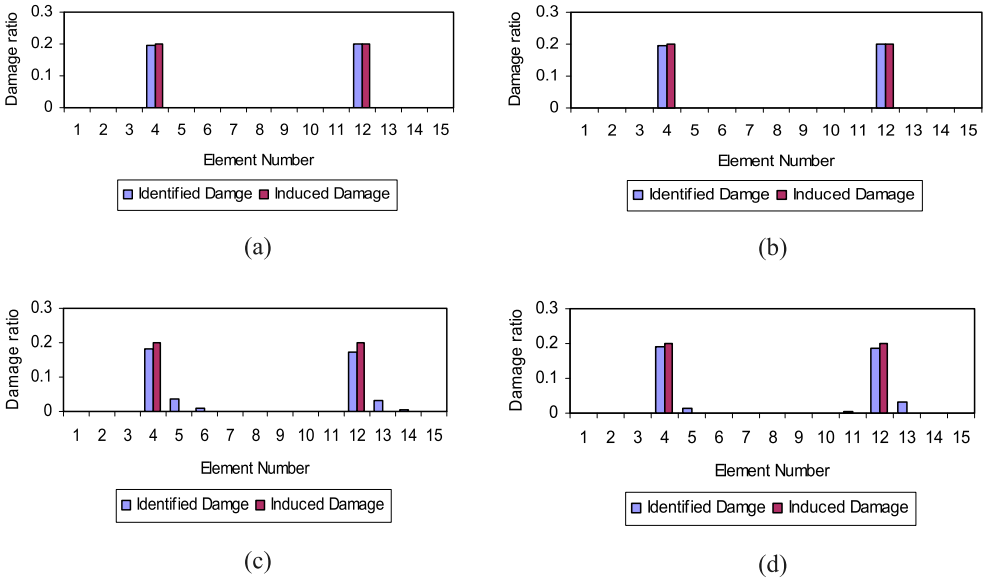 0.3
0.2
0.1
0
Damage ratio
1 2 3 4 5 6 7 8 9 10 11 12 13 14 15
Element Number
Identified Damge Induced Damage
(a)
0.3
0.2
0.1
0
Damage ratio
1 2 3 4 5 6 7 8 9 10 11 12 13 14 15
Element Number
Identified Damge Induced Damage
(b)
0.3
0.2
0.1
0
Damage ratio
1 2 3 4 5 6 7 8 9 10 11 12 13 14 15
Element Number
Identified Damge Induced Damage
(c)
0.3
0.2
0.1
0
Damage ratio
1 2 3 4 5 6 7 8 9 10 11 12 13 14 15
Element Number
Identified Damge Induced Damage
(d)